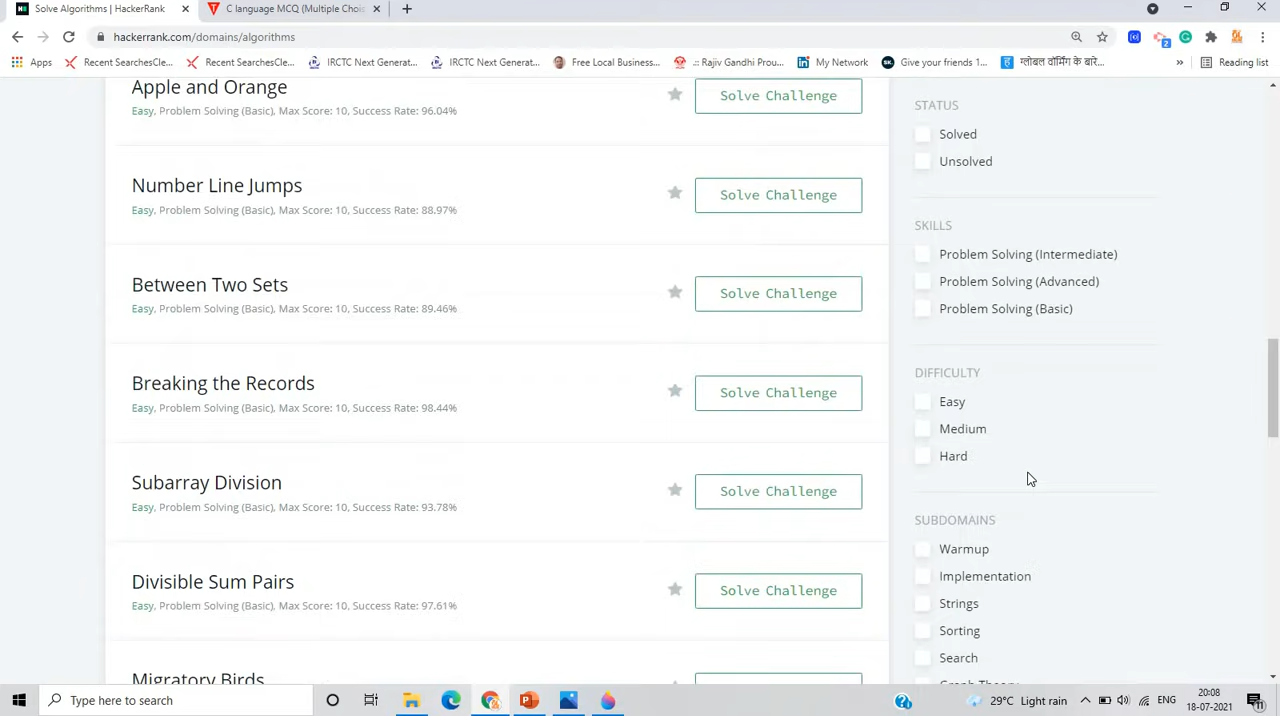 Solve Algorithms | HackerRank
C language MCQ (Multiple Choic
hackerrank.com/domains/algorithms
2
Apps
Recent SearchesCle...
Recent SearchesCle...
IRCTC Next Generat...
IRCTC Next Generat...
Free Local Business...
.:: Rajiv Gandhi Prou...
My Network
Give your friends 1...
ग्लोबल वॉर्मिंग के बारे...
»
Reading list
Apple and Orange
Easy, Problem Solving (Basic), Max Score: 10, Success Rate: 96.04%
Solve Challenge
Number Line Jumps
Easy, Problem Solving (Basic), Max Score: 10, Success Rate: 88.97%
Solve Challenge
Between Two Sets
Easy, Problem Solving (Basic), Max Score: 10, Success Rate: 89.46%
Solve Challenge
Breaking the Records
Easy, Problem Solving (Basic), Max Score: 10, Success Rate: 98.44%
Solve Challenge
Subarray Division
Easy, Problem Solving (Basic), Max Score: 10, Success Rate: 93.78%
Solve Challenge
Divisible Sum Pairs
Easy, Problem Solving (Basic), Max Score: 10, Success Rate: 97.61%
Solve Challenge
Migratory Birds
STATUS
Solved
Unsolved
SKILLS
Problem Solving (Intermediate)
Problem Solving (Advanced)
Problem Solving (Basic)
DIFFICULTY
Easy
Medium
Hard
SUBDOMAINS
Warmup
Implementation
Strings
Sorting
Search
Graph Theory
Type here to search
29°C Light rain
ENG
20:08
18-07-2021
11